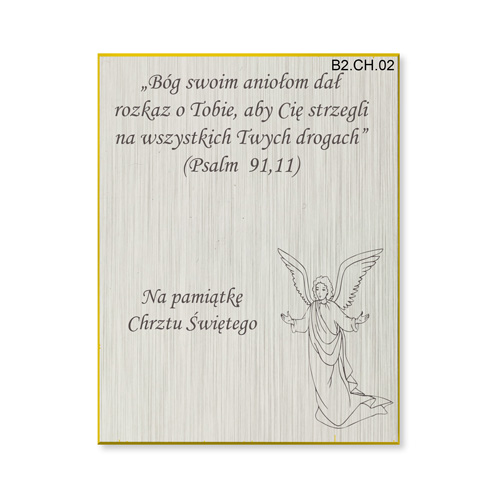 B2.CH.02
„Bóg swoim aniołom dał
rozkaz o Tobie, aby Cię strzegli
na wszystkich Twych drogach”
(Psalm 91,11)
Na pamiątkę
Chrztu Świętego